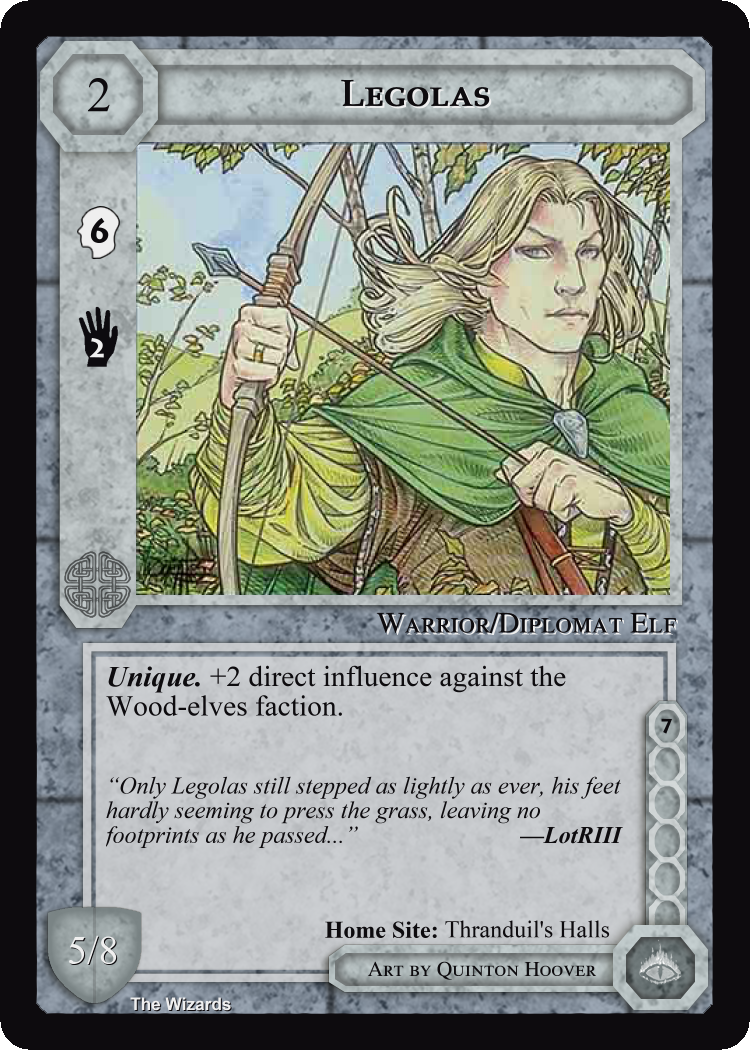 2
Legolas
6
2
Warrior/Diplomat Elf
Unique. +2 direct influence against the
Wood-elves faction.
7
“Only Legolas still stepped as lightly as ever, his feet
hardly seeming to press the grass, leaving no
footprints as he passed...” —LotRIII
Home Site: Thranduil's Halls
5/8
Art by Quinton Hoover
The Wizards